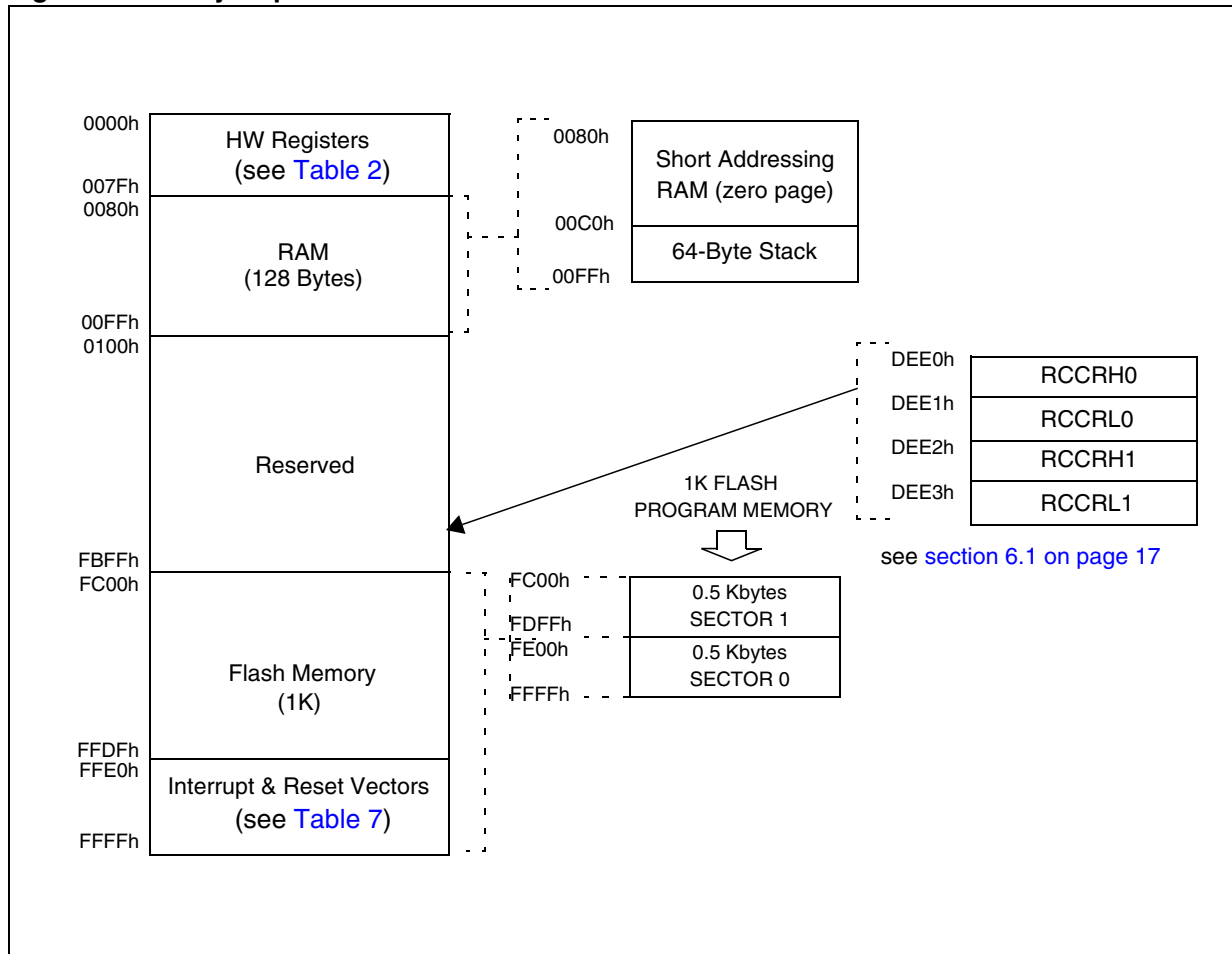 0000h
HW Registers
(see Table 2)
007Fh
0080h
RAM
(128 Bytes)
00FFh
0100h
Reserved
FBFFh
FC00h
Flash Memory
(1K)
FFDFh
FFE0h
Interrupt & Reset Vectors
(see Table 7)
FFFFh
0080h
Short Addressing
RAM (zero page)
00C0h
64-Byte Stack
00FFh
1K FLASH
PROGRAM MEMORY
FC00h
0.5 Kbytes
SECTOR 1
FDFFh
FE00h
0.5 Kbytes
SECTOR 0
FFFFh
DEE0h
RCCRH0
DEE1h
RCCRL0
DEE2h
RCCRH1
DEE3h
RCCRL1
see section 6.1 on page 17